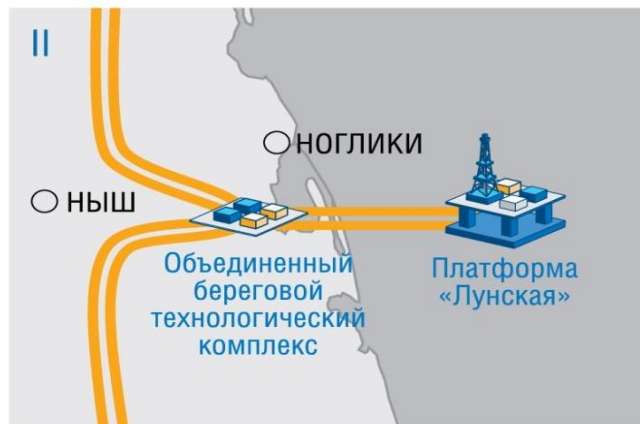 II
НОГЛИКИ
НЫШ
Объединенный
береговой
технологический
комплекс
Платформа
«Лунская»